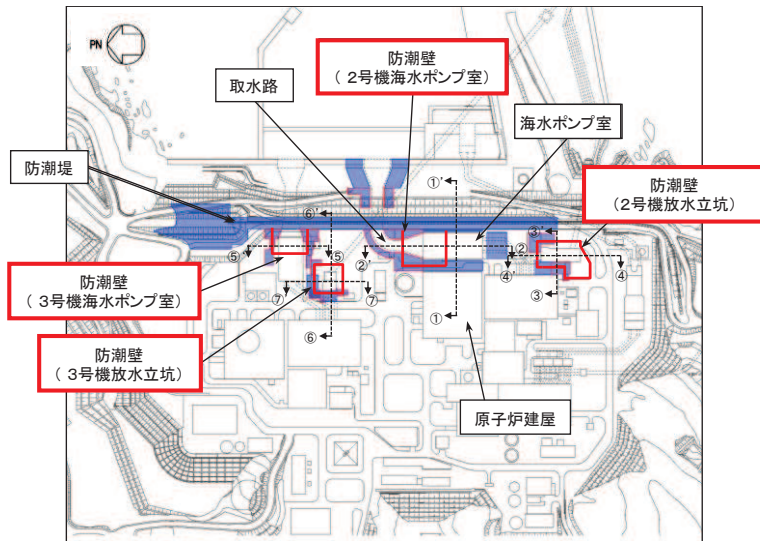 PN
防潮壁
(2号機海水ポンプ室)
取水路
海水ポンプ室
防潮堤
防潮壁
(2号機放水立坑)
①'
⑥'
③'
⑤'
⑤
②'
②
④'
④
防潮壁
(3号機海水ポンプ室)
⑦'
⑦
③
①
⑥
防潮壁
(3号機放水立坑)
原子炉建屋